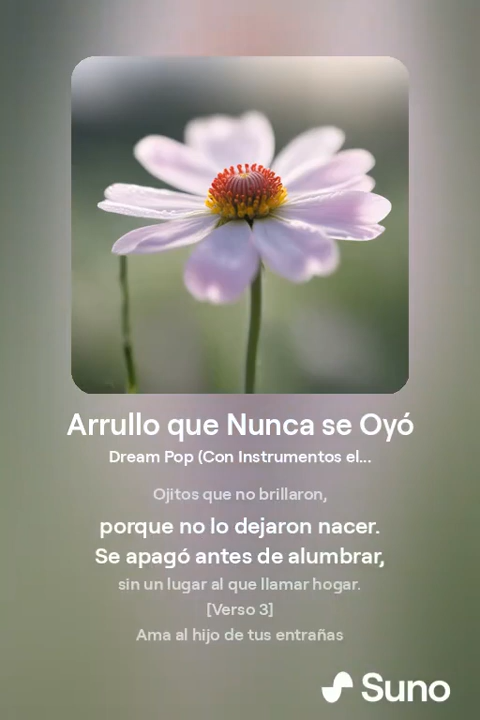 Arrullo que Nunca se Oyó
Dream Pop (Con Instrumentos el...
Ojitos que no brillaron,
porque no lo dejaron nacer.
Se apagó antes de alumbrar,
sin un lugar al que llamar hogar.
[Verso 3]
Ama al hijo de tus entrañas
Suno